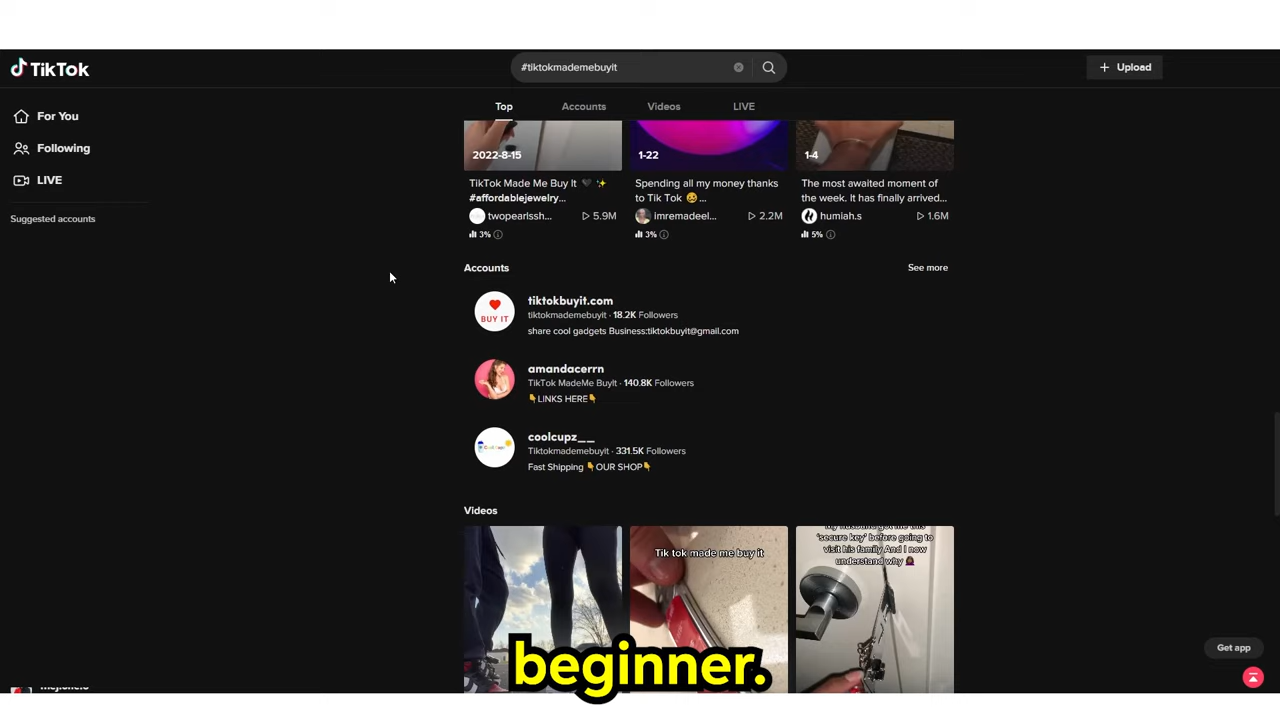 TikTok
#tiktokmademebuyit
Upload
For You
Following
LIVE
Suggested accounts
Top
Accounts
Videos
LIVE
2022-8-15
1-22
1-4
TikTok Made Me Buy It 🖤 ✨
#affordablejewelry...
twopearlssh...
5.9M
3%
Spending all my money thanks
to Tik Tok 😆
...
imremadeel...
2.2M
3%
The most awaited moment of
the week. It has finally arrived...
humiah.s
1.6M
5%
Accounts
See more
BUY IT
tiktokbuyit.com
tiktokmademebuyit · 18.2K Followers
share cool gadgets Business:tiktokbuyit@gmail.com
amandacerrn
TikTok MadeMe BuyIt · 140.8K Followers
👇LINKS HERE👇
coolcupz__
Tiktokmademebuyit · 331.5K Followers
Fast Shipping 👇OUR SHOP👇
Videos
Tik tok made me buy it
My husband got me this
'secure key' before going to
visit his family And I now
understand why 🤦🏾‍♀️
beginner.
Get app